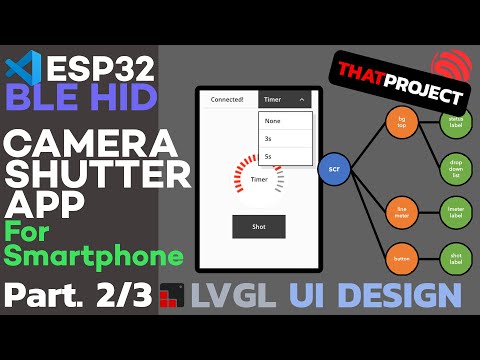 ESP32
BLE HID
CAMERA
SHUTTER
APP
For
Smartphone
Part. 2/3
LVGL UI DESIGN
Connected!
Timer
None
3s
5s
Timer
Shot
THATPROJECT
scr
bg
top
status
label
drop
down
list
line
meter
lmeter
label
button
shot
label